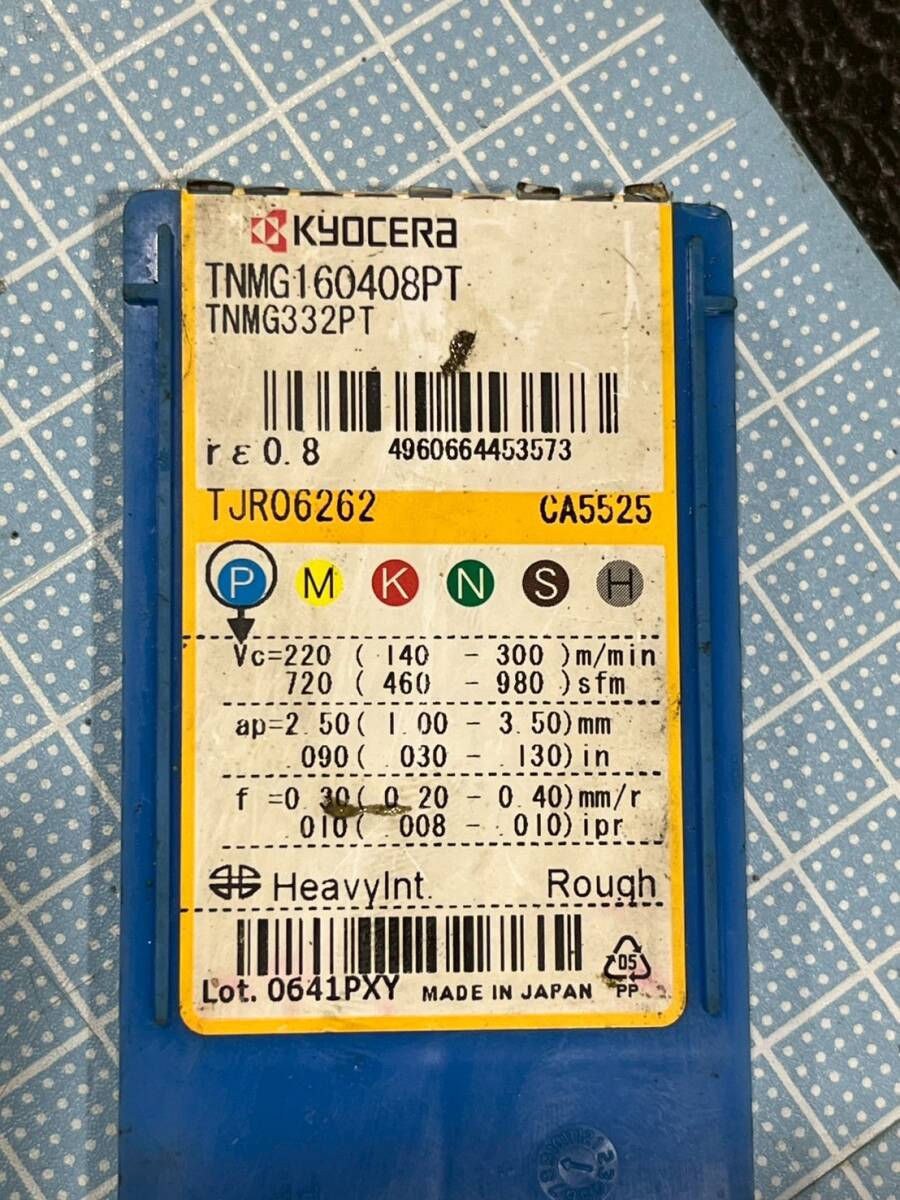 KYOCERA
TNMG160408PT
TNMG332PT
rε0.8 4960664453573
TJR06262 CA5525
P M K N S H
Vc=220 ( 140 - 300 )m/min
720 ( 460 - 980 )sfm
ap=2.50( 1.00 - 3.50)mm
.090( .030 - .130)in
f =0.30( 0.20 - 0.40)mm/r
.010( .008 - .010)ipr
HeavyInt. Rough
05
Lot. 0641PXY MADE IN JAPAN PP